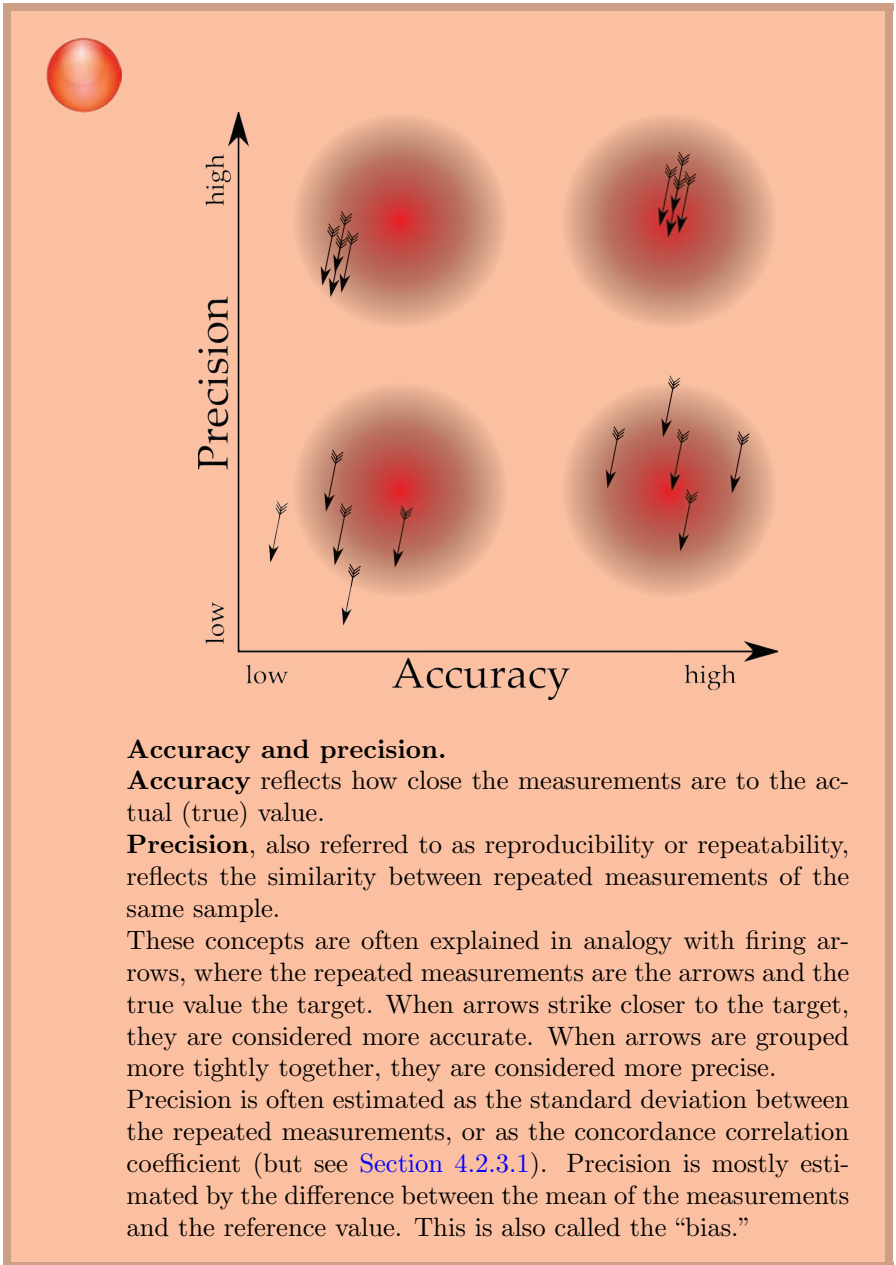 high
Precision
low
low
Accuracy
high
Accuracy and precision.
Accuracy reflects how close the measurements are to the ac-
tual (true) value.
Precision, also referred to as reproducibility or repeatability,
reflects the similarity between repeated measurements of the
same sample.
These concepts are often explained in analogy with firing ar-
rows, where the repeated measurements are the arrows and the
true value the target. When arrows strike closer to the target,
they are considered more accurate. When arrows are grouped
more tightly together, they are considered more precise.
Precision is often estimated as the standard deviation between
the repeated measurements, or as the concordance correlation
coefficient (but see Section 4.2.3.1). Precision is mostly esti-
mated by the difference between the mean of the measurements
and the reference value. This is also called the “bias.”